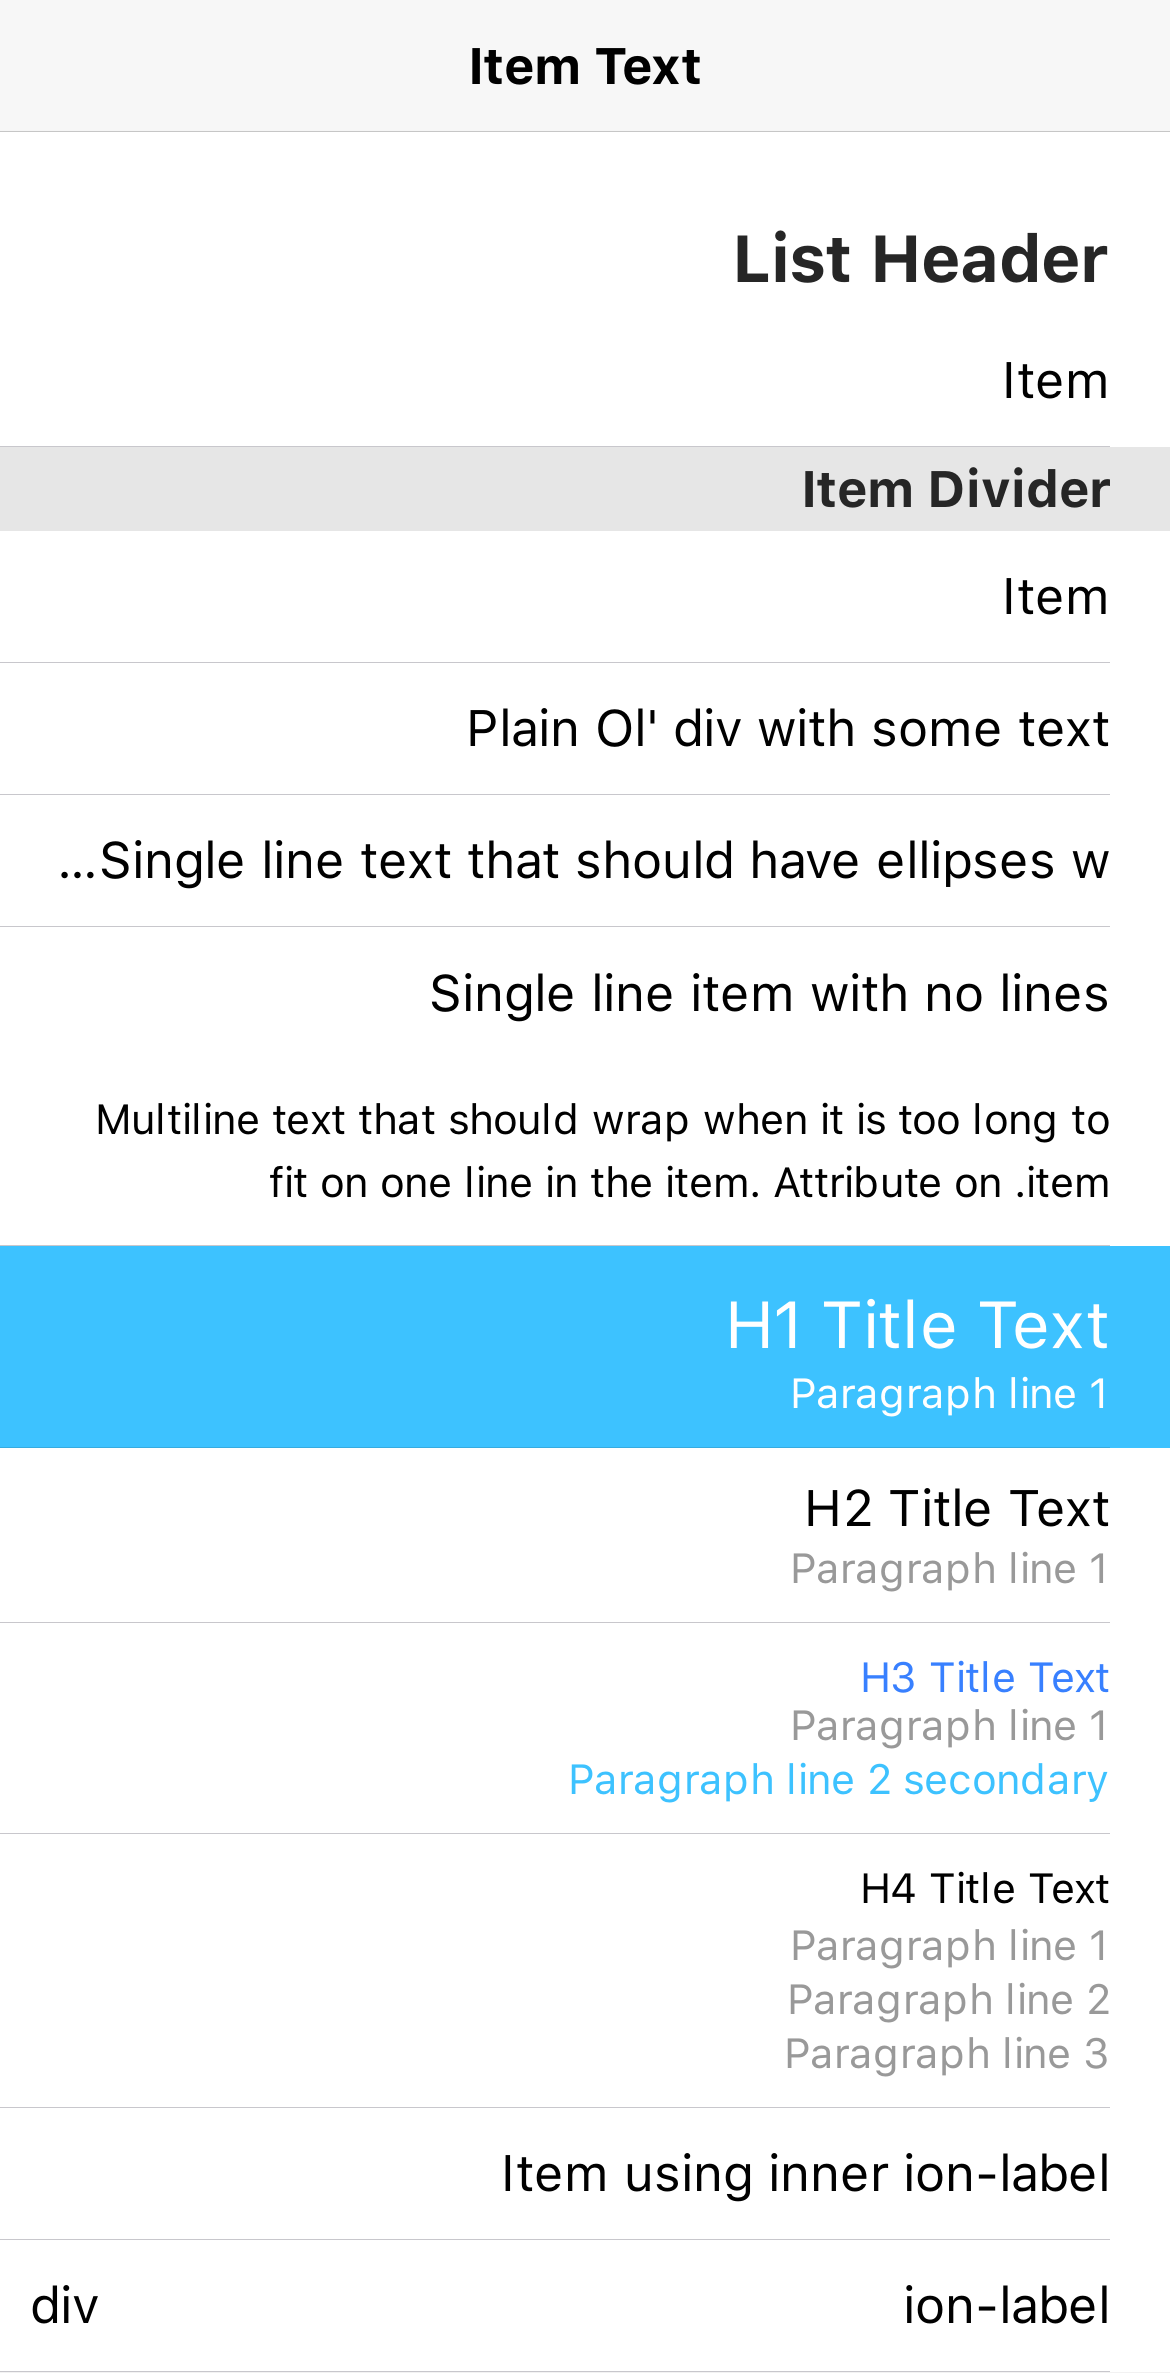 Item Text
List Header
Item
Item Divider
Item
Plain Ol' div with some text
...Single line text that should have ellipses w
Single line item with no lines
Multiline text that should wrap when it is too long to
fit on one line in the item. Attribute on .item
H1 Title Text
Paragraph line 1
H2 Title Text
Paragraph line 1
H3 Title Text
Paragraph line 1
Paragraph line 2 secondary
H4 Title Text
Paragraph line 1
Paragraph line 2
Paragraph line 3
Item using inner ion-label
div ion-label